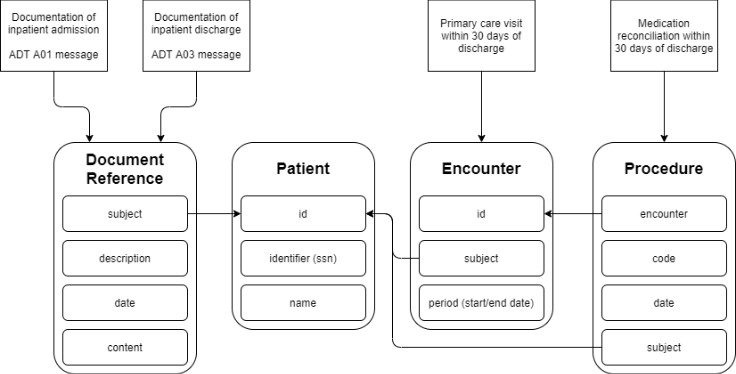 Documentation of
inpatient admission
ADT A01 message
Documentation of
inpatient discharge
ADT A03 message
Primary care visit
within 30 days of
discharge
Medication
reconciliation within
30 days of discharge
Document
Reference
subject
description
date
content
Patient
id
identifier (ssn)
name
Encounter
id
subject
period (start/end date)
Procedure
encounter
code
date
subject